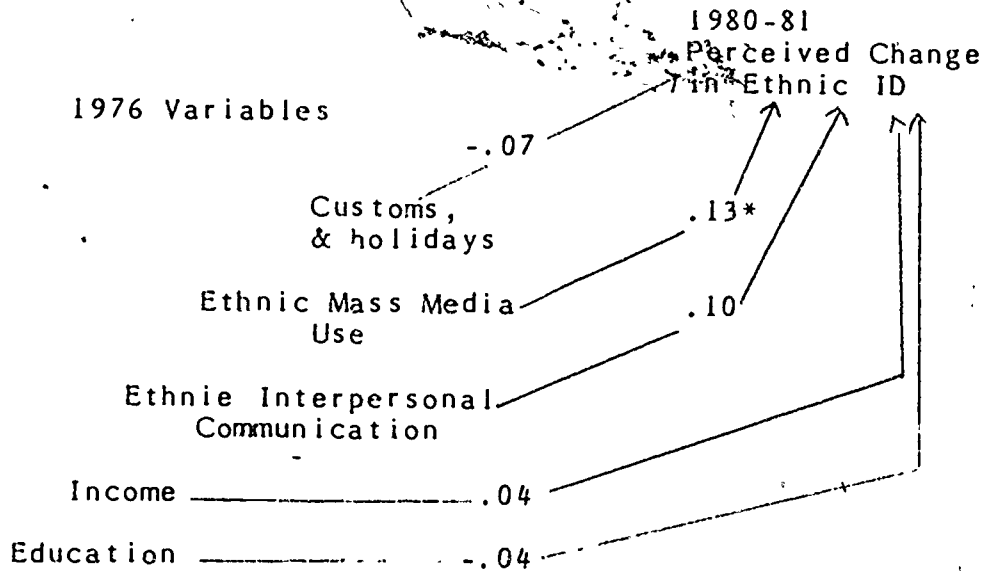 1980-81
Perceived Change
in Ethnic ID
1976 Variables
-.07
Customs,
& holidays
.13*
Ethnic Mass Media
Use
.10
Ethnie Interpersonal
Communication
Income .04
Education -.04